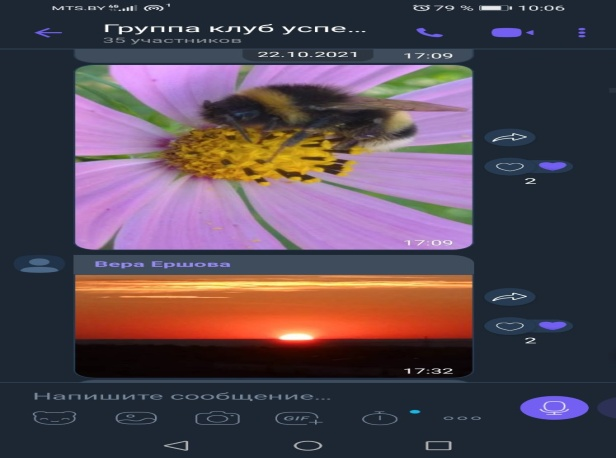 MTS.BY 4G 79 % 10:06
Группа клуб успе...
35 участников
22.10.2021 17:09
17:09
2
Вера Ершова
17:32
2
Напишите сообщение...
GIF